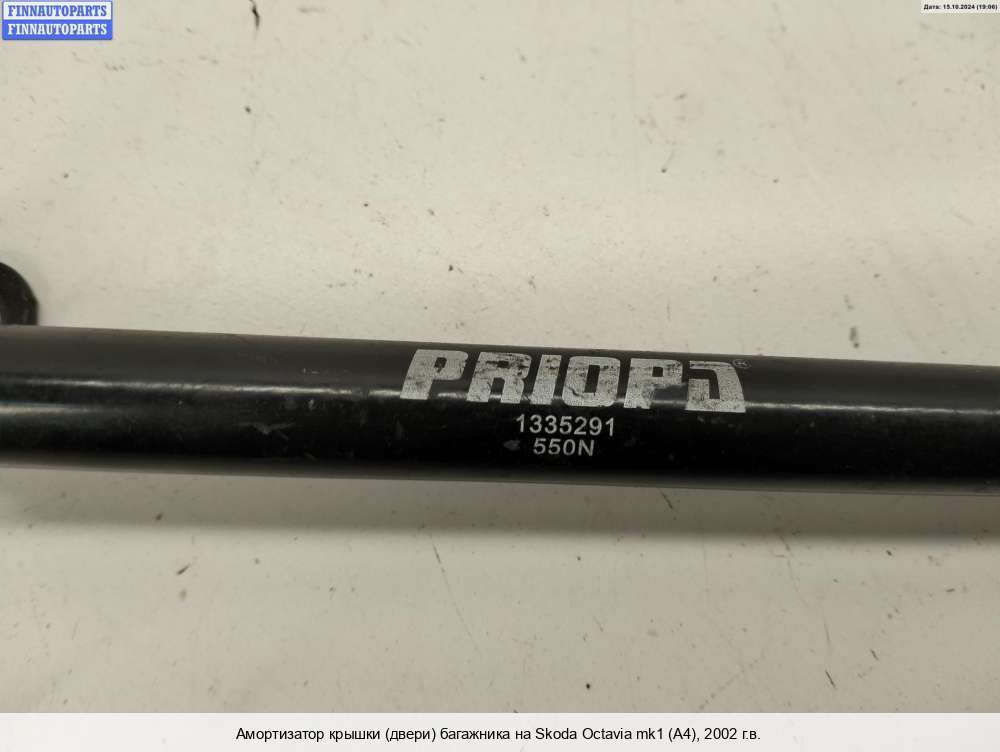 FINNAUTOPARTS
FINNAUTOPARTS
Дата: 15.10.2024 (19:06)
PRIOPD®
1335291
550N
Амортизатор крышки (двери) багажника на Skoda Octavia mk1 (A4), 2002 г.в.